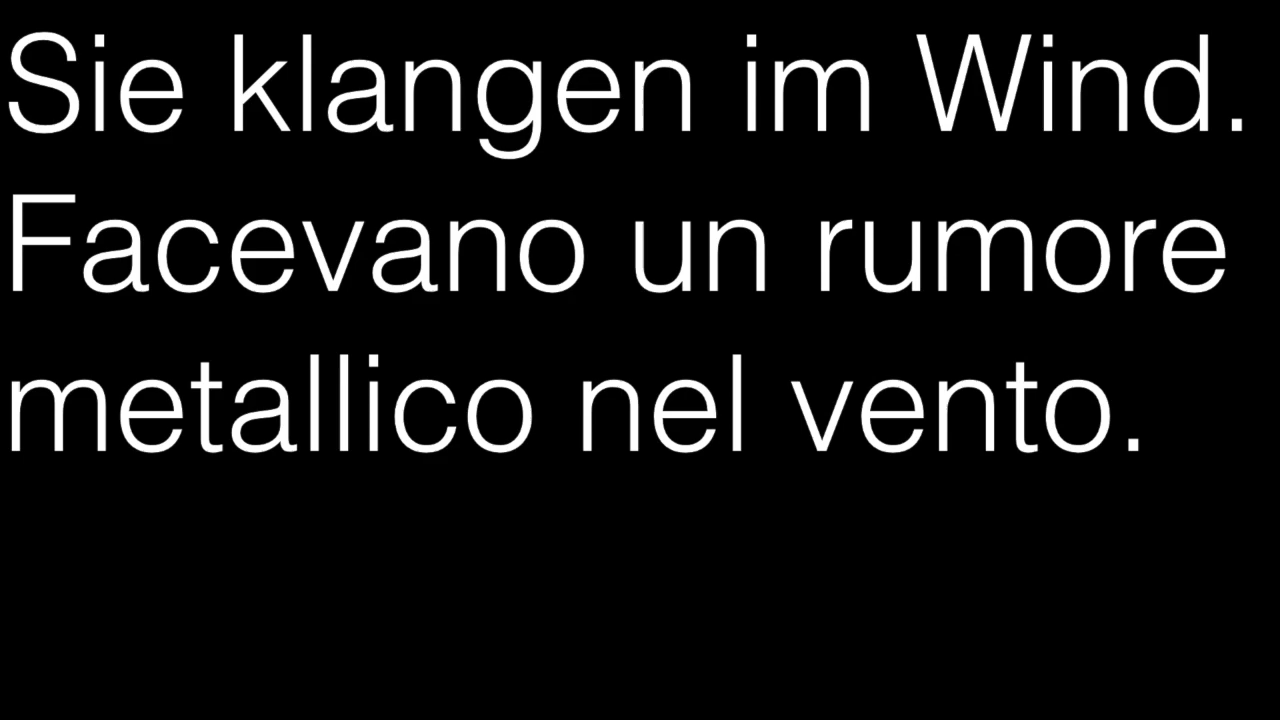 Sie klangen im Wind.
Facevano un rumore
metallico nel vento.